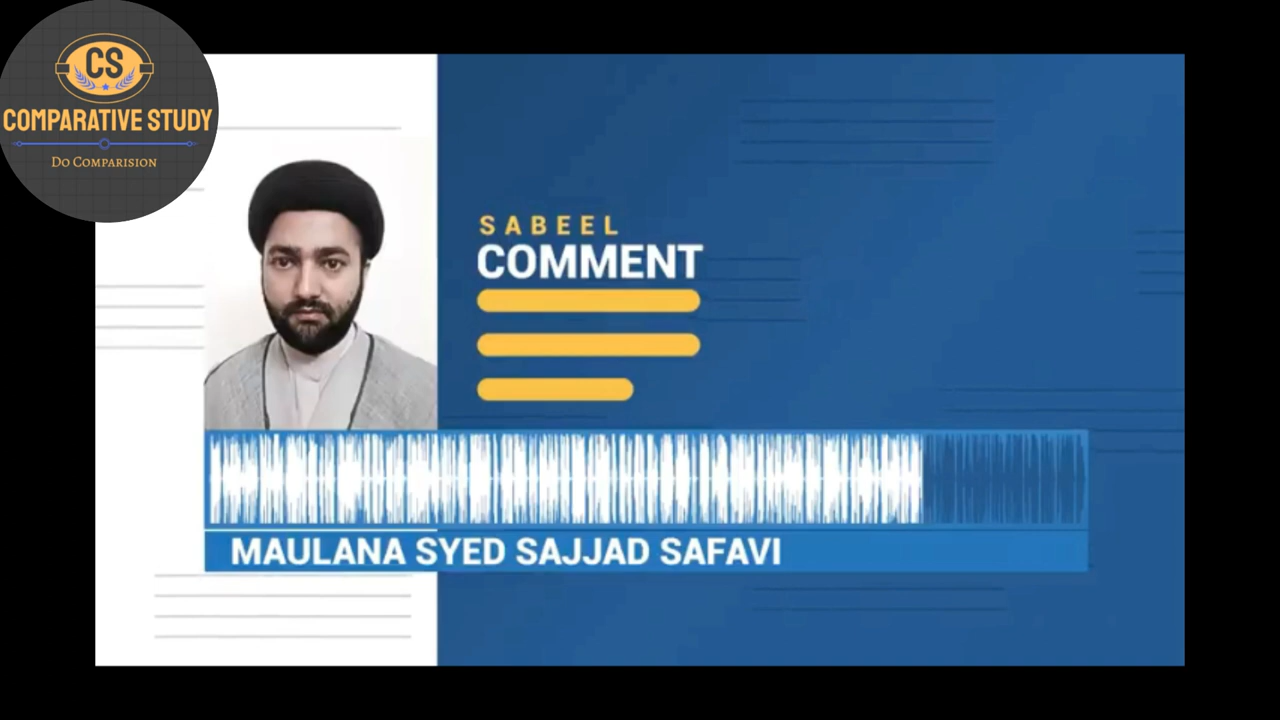 CS
COMPARATIVE STUDY
DO COMPARISION
SABEEL
COMMENT
MAULANA SYED SAJJAD SAFAVI